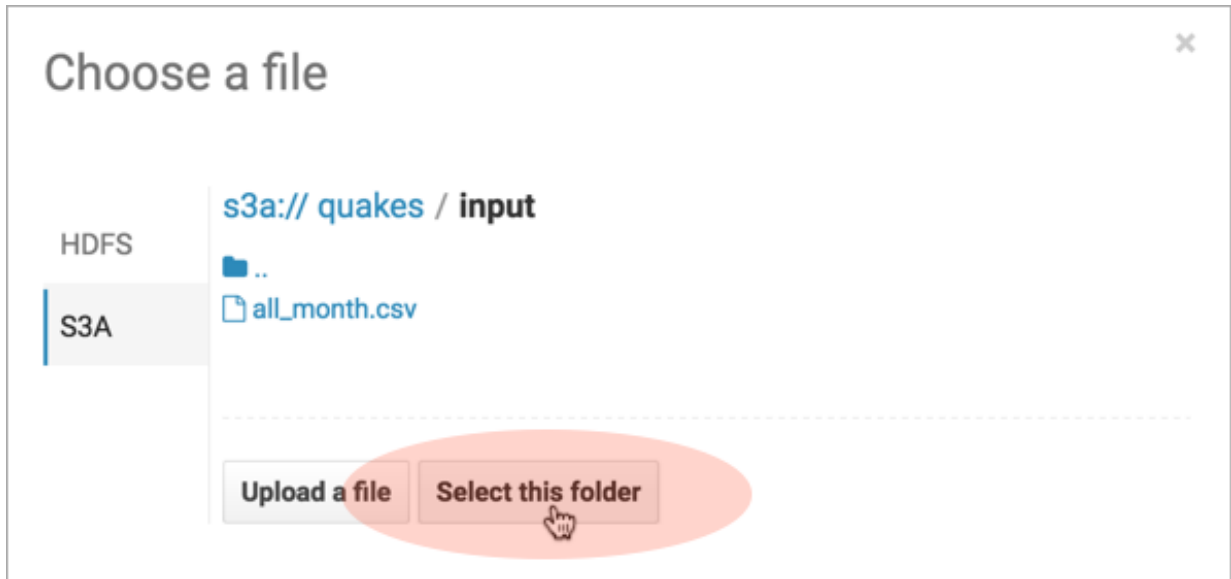 Choose a file
×
HDFS
S3A
s3a:// quakes / input
..
all_month.csv
Upload a file
Select this folder